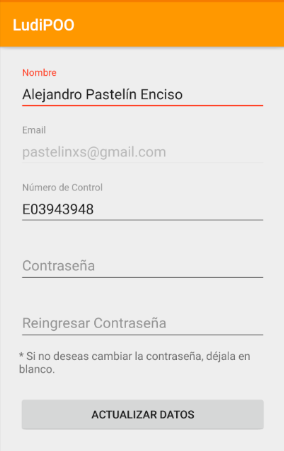 LudiPOO
Nombre
Alejandro Pastelín Enciso
Email
pastelinxs@gmail.com
Número de Control
E03943948
Contraseña
Reingresar Contraseña
* Si no deseas cambiar la contraseña, déjala en
blanco.
ACTUALIZAR DATOS